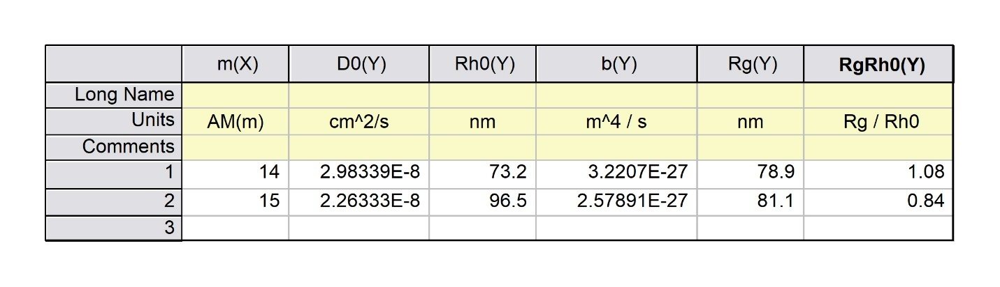 m(X) D0(Y) Rh0(Y) b(Y) Rg(Y) RgRh0(Y)
Long Name
Units AM(m) cm^2/s nm m^4 / s nm Rg / Rh0
Comments
1 14 2.98339E-8 73.2 3.2207E-27 78.9 1.08
2 15 2.26333E-8 96.5 2.57891E-27 81.1 0.84
3